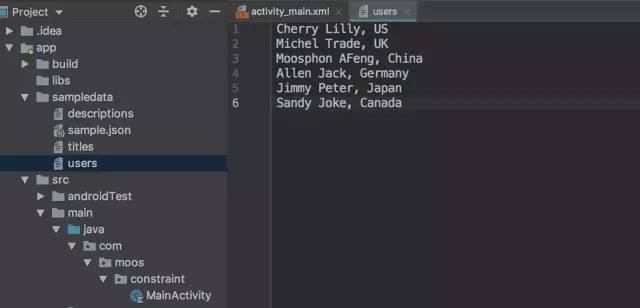 Project
.idea
app
build
libs
sampledata
descriptions
sample.json
titles
users
src
androidTest
main
java
com
moos
constraint
MainActivity
activity_main.xml
users
1 Cherry Lilly, US
2 Michel Trade, UK
3 Moosphon AFeng, China
4 Allen Jack, Germany
5 Jimmy Peter, Japan
6 Sandy Joke, Canada